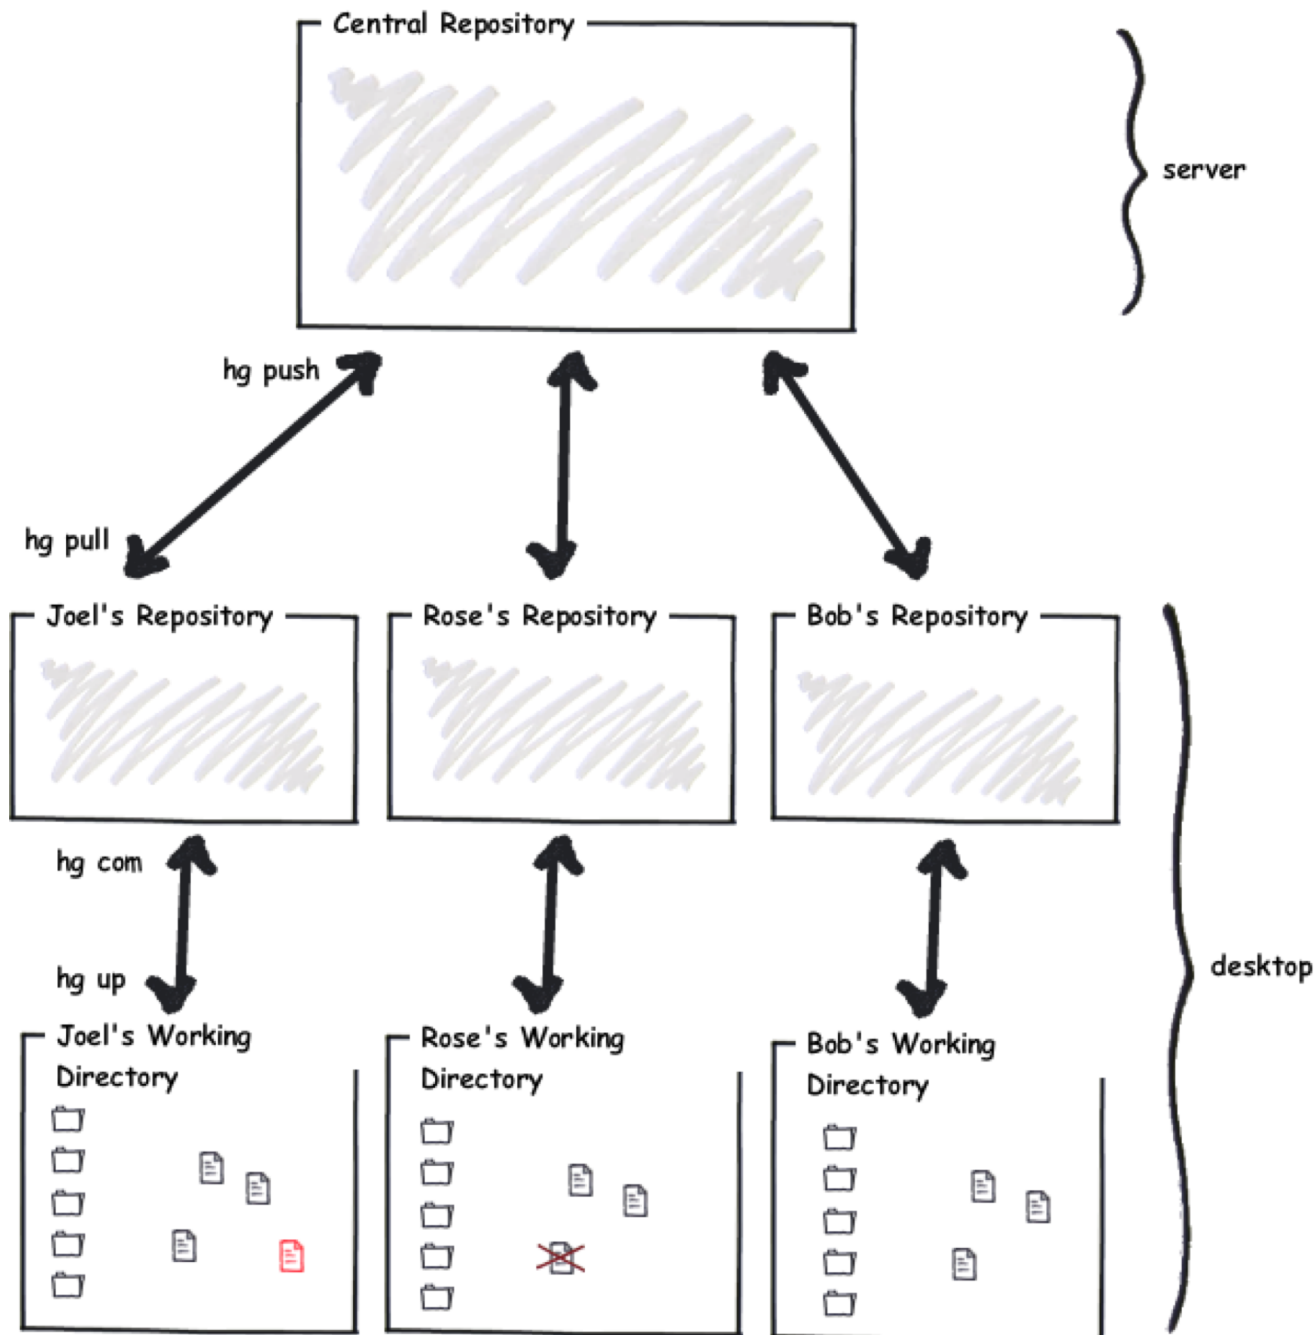 Central Repository
server
hg push
hg pull
Joel's Repository
Rose's Repository
Bob's Repository
hg com
hg up
desktop
Joel's Working
Directory
Rose's Working
Directory
Bob's Working
Directory